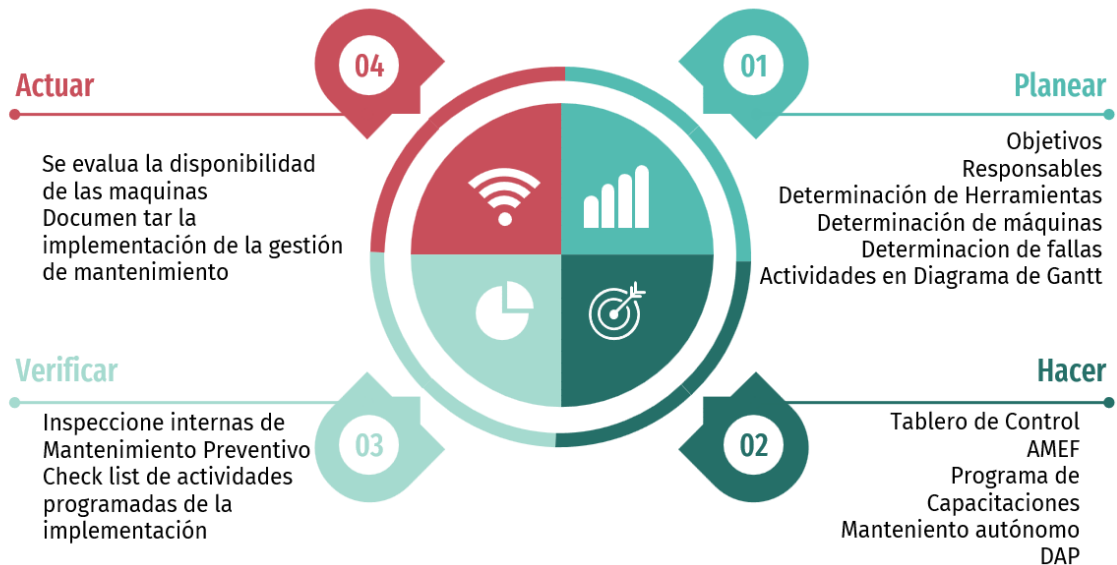 04
Actuar
Se evalua la disponibilidad
de las maquinas
Documen tar la
implementación de la gestión
de mantenimiento
01
Planear
Objetivos
Responsables
Determinación de Herramientas
Determinación de máquinas
Determinacion de fallas
Actividades en Diagrama de Gantt
Verificar
03
Inspeccione internas de
Mantenimiento Preventivo
Check list de actividades
programadas de la
implementación
Hacer
02
Tablero de Control
AMEF
Programa de
Capacitaciones
Manteniento autónomo
DAP